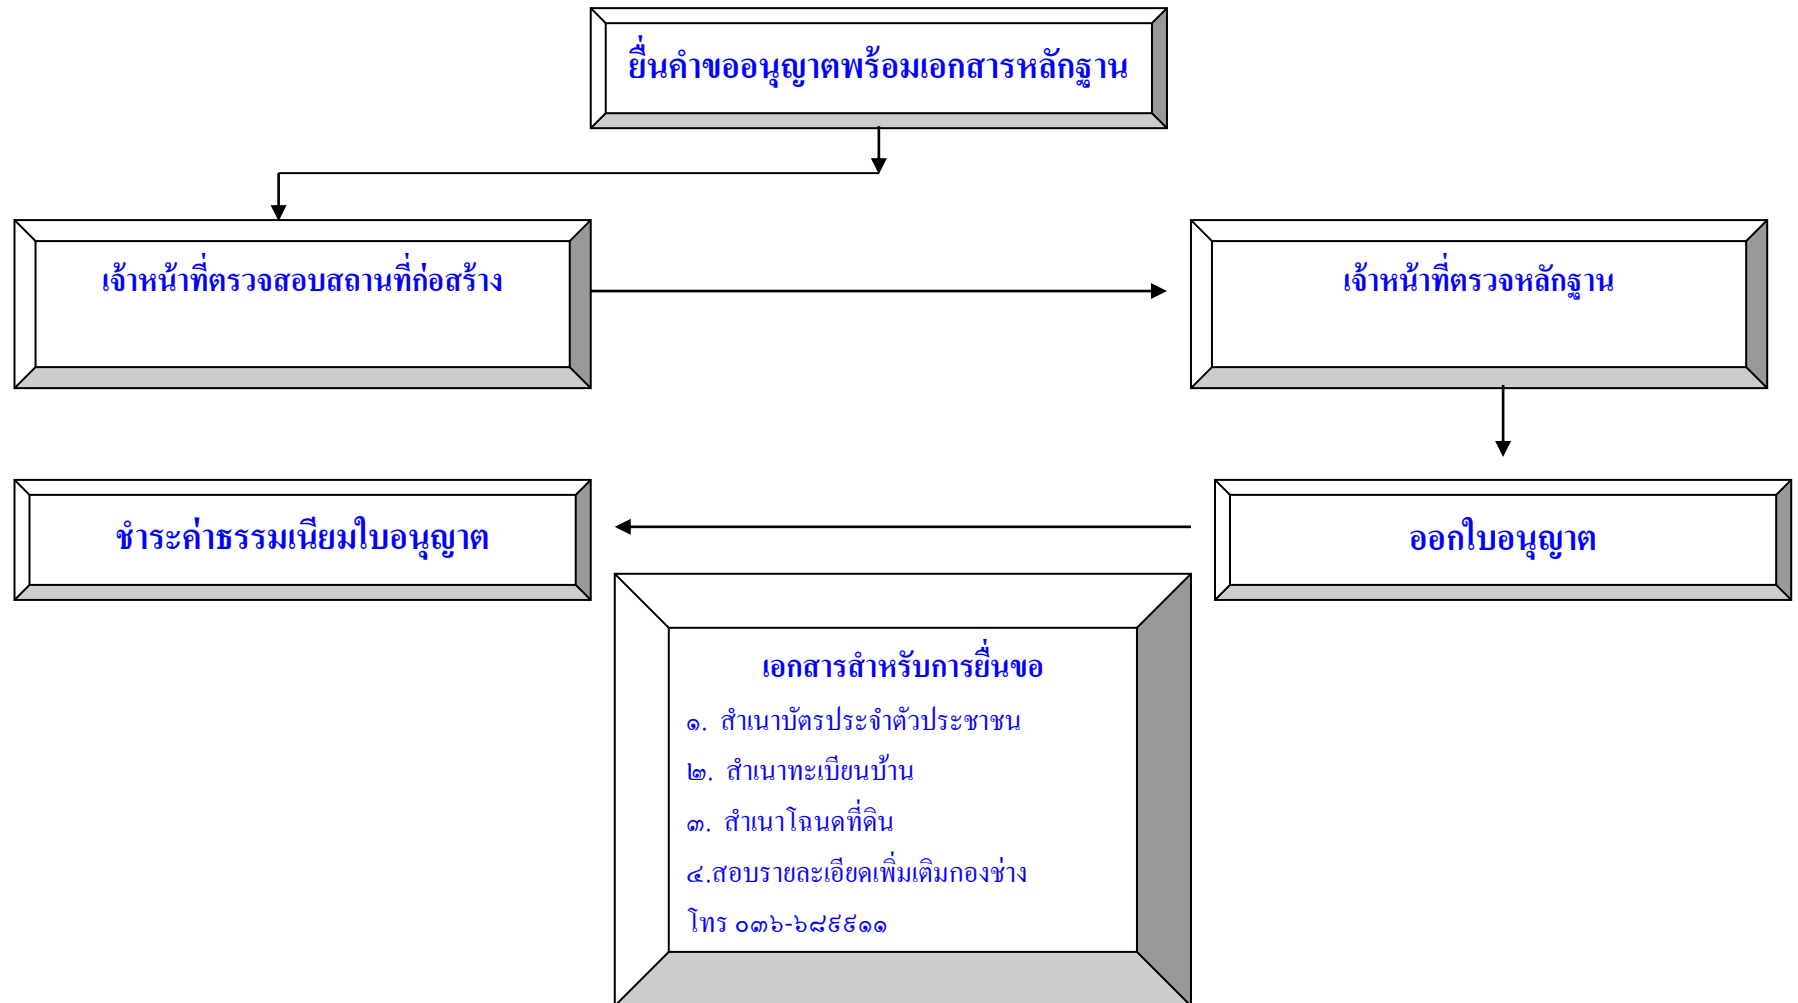 ยื่นคำขออนุญาตพร้อมเอกสารหลักฐาน
เจ้าหน้าที่ตรวจสอบสถานที่ก่อสร้าง
เจ้าหน้าที่ตรวจหลักฐาน
ชำระค่าธรรมเนียมใบอนุญาต
ออกใบอนุญาต
เอกสารสำหรับการยื่นขอ
๑. สำเนาบัตรประจำตัวประชาชน
๒. สำเนาทะเบียนบ้าน
๓. สำเนาโฉนดที่ดิน
๔.สอบรายละเอียดเพิ่มเติมกองช่าง
โทร ๐๓๖-๖๘๙๙๑๑